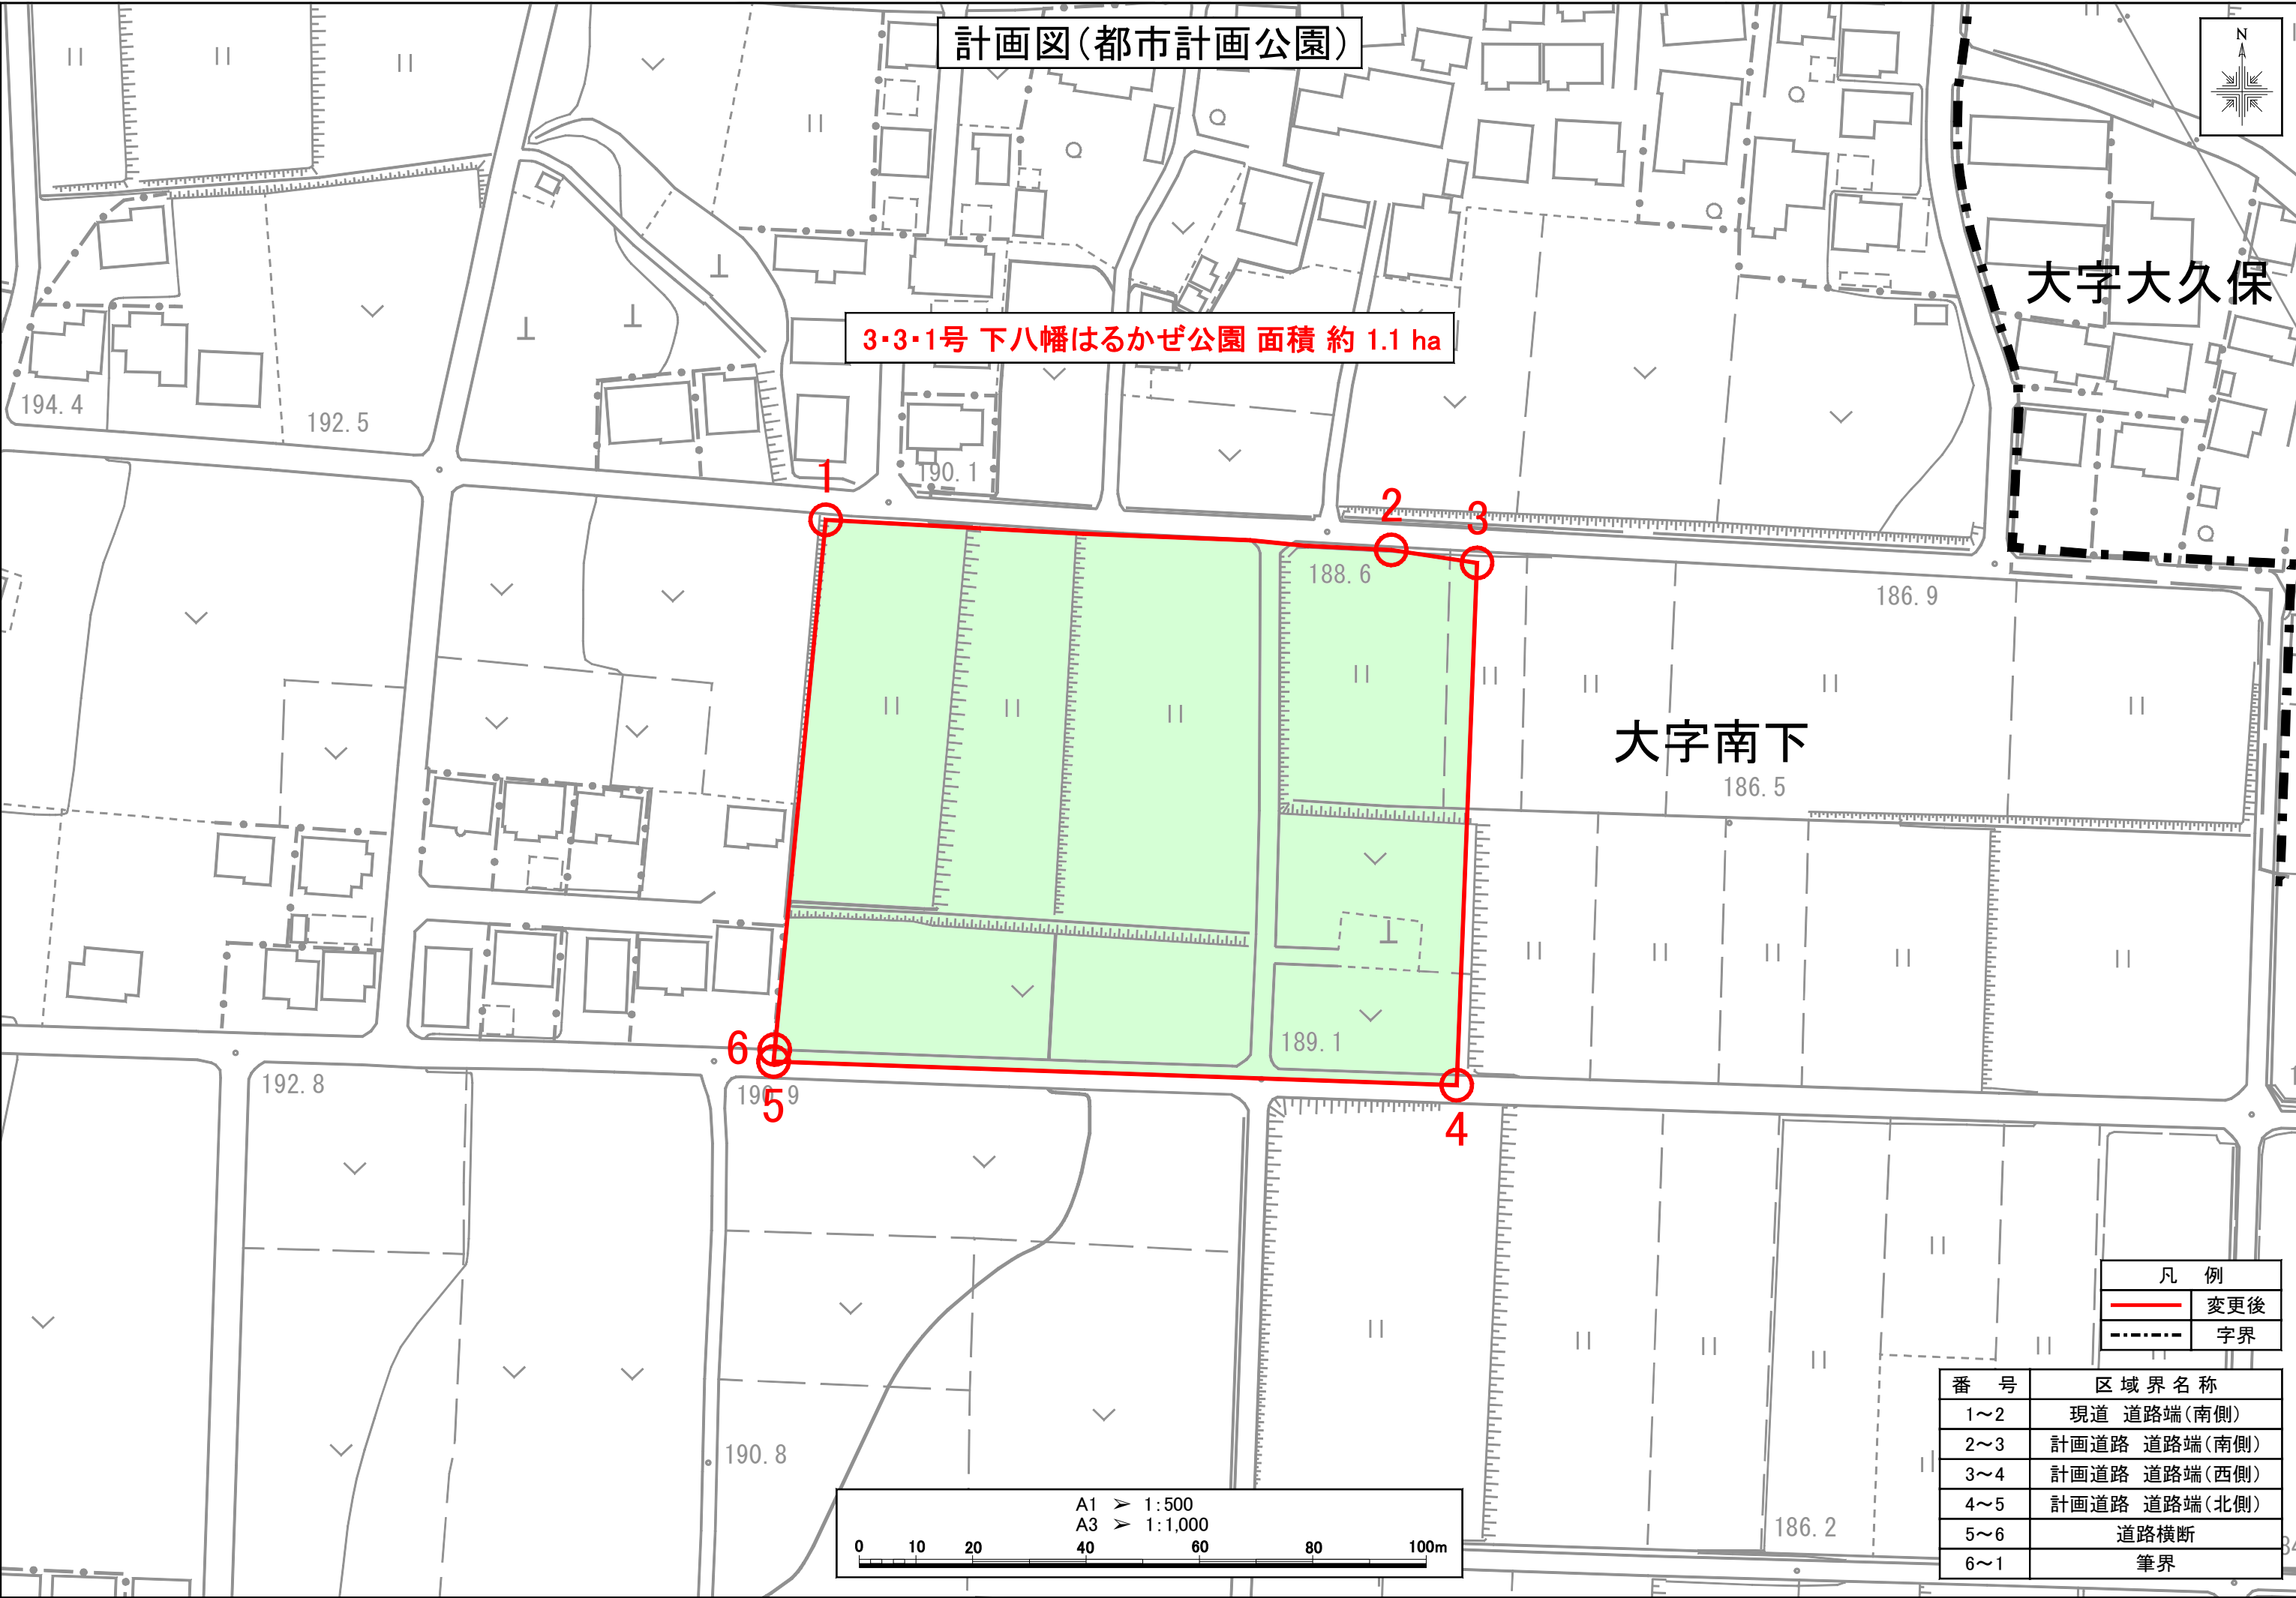 計画図(都市計画公園)
N
大字大久保
3・3・1号 下八幡はるかぜ公園 面積 約 1.1 ha
194.4
192.5
190.1
1
2
3
188.6
186.9
大字南下
186.5
189.1
6
192.8
190.9
5
4
190.8
186.2
凡 例
変更後
字界
番 号 区域界名称
1～2 現道 道路端(南側)
2～3 計画道路 道路端(南側)
3～4 計画道路 道路端(西側)
4～5 計画道路 道路端(北側)
5～6 道路横断
6～1 筆界
A1 ➢ 1:500
A3 ➢ 1:1,000
0 10 20 40 60 80 100m